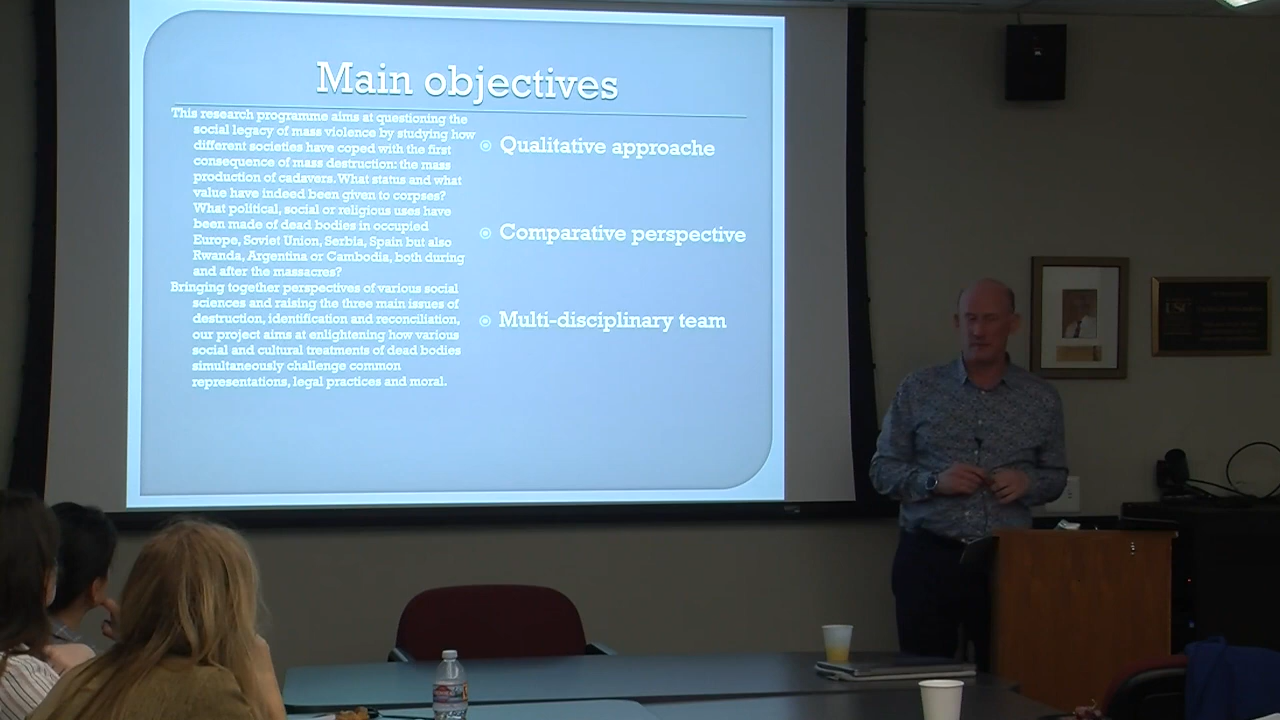 Main objectives
This research programme aims at questioning the
social legacy of mass violence by studying how
different societies have coped with the first
consequence of mass destruction: the mass
production of cadavers. What status and what
value have indeed been given to corpses?
What political, social or religious uses have
been made of dead bodies in occupied
Europe, Soviet Union, Serbia, Spain but also
Rwanda, Argentina or Cambodia, both during
and after the massacres?
Bringing together perspectives of various social
sciences and raising the three main issues of
destruction, identification and reconciliation,
our project aims at enlightening how various
social and cultural treatments of dead bodies
simultaneously challenge common
representations, legal practices and moral.
Qualitative approache
Comparative perspective
Multi-disciplinary team
USC